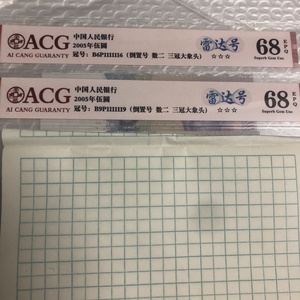 ACG
AI CANG GUARANTY
中国人民银行
2005年伍圆
冠号: B6P1111116 (倒置号 数二 三冠大象头)
雷达号
☆☆☆
68 EPQ
Superb Gem Unc
ACG
AI CANG GUARANTY
中国人民银行
2005年伍圆
冠号: B9P1111119 (倒置号 数二 三冠大象头)
雷达号
☆☆☆
68 EPQ
Superb Gem Unc